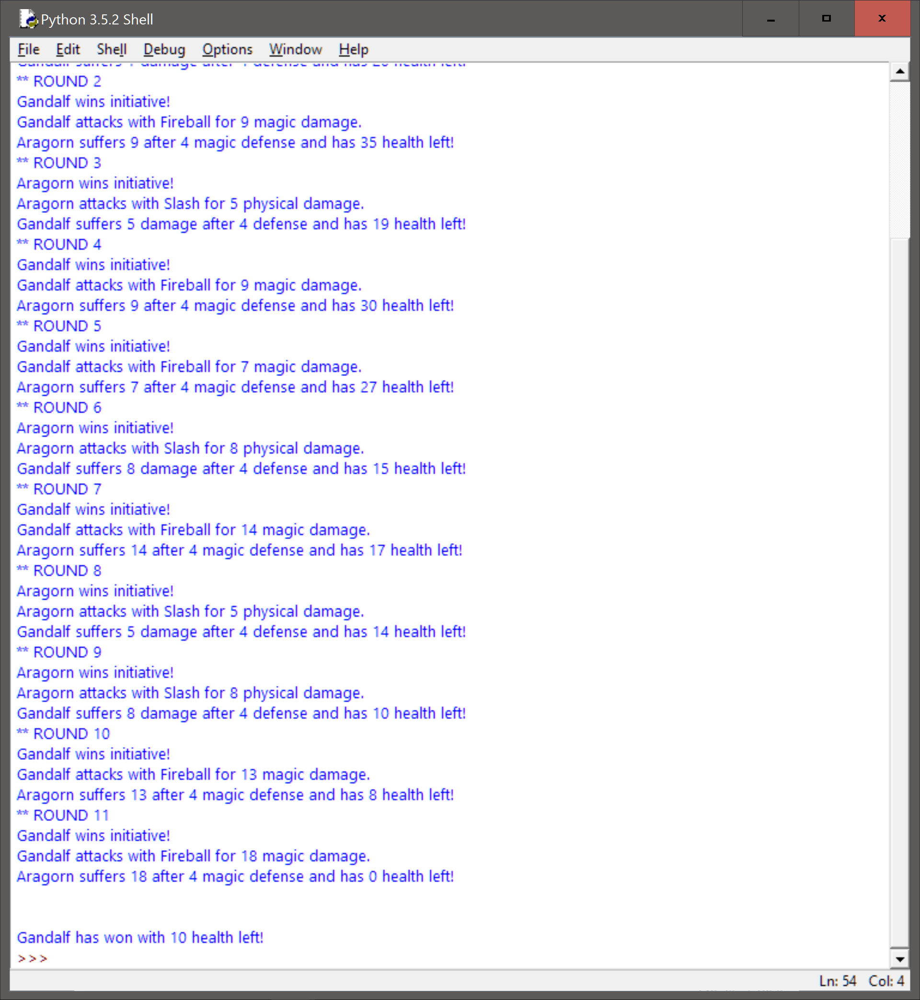 Python 3.5.2 Shell
File Edit Shell Debug Options Window Help
Gandalf suffers damage after defense and has 20 health left!
** ROUND 2
Gandalf wins initiative!
Gandalf attacks with Fireball for 9 magic damage.
Aragorn suffers 9 after 4 magic defense and has 35 health left!
** ROUND 3
Aragorn wins initiative!
Aragorn attacks with Slash for 5 physical damage.
Gandalf suffers 5 damage after 4 defense and has 19 health left!
** ROUND 4
Gandalf wins initiative!
Gandalf attacks with Fireball for 9 magic damage.
Aragorn suffers 9 after 4 magic defense and has 30 health left!
** ROUND 5
Gandalf wins initiative!
Gandalf attacks with Fireball for 7 magic damage.
Aragorn suffers 7 after 4 magic defense and has 27 health left!
** ROUND 6
Aragorn wins initiative!
Aragorn attacks with Slash for 8 physical damage.
Gandalf suffers 8 damage after 4 defense and has 15 health left!
** ROUND 7
Gandalf wins initiative!
Gandalf attacks with Fireball for 14 magic damage.
Aragorn suffers 14 after 4 magic defense and has 17 health left!
** ROUND 8
Aragorn wins initiative!
Aragorn attacks with Slash for 5 physical damage.
Gandalf suffers 5 damage after 4 defense and has 14 health left!
** ROUND 9
Aragorn wins initiative!
Aragorn attacks with Slash for 8 physical damage.
Gandalf suffers 8 damage after 4 defense and has 10 health left!
** ROUND 10
Gandalf wins initiative!
Gandalf attacks with Fireball for 13 magic damage.
Aragorn suffers 13 after 4 magic defense and has 8 health left!
** ROUND 11
Gandalf wins initiative!
Gandalf attacks with Fireball for 18 magic damage.
Aragorn suffers 18 after 4 magic defense and has 0 health left!
Gandalf has won with 10 health left!
>>>
Ln: 54 Col: 4